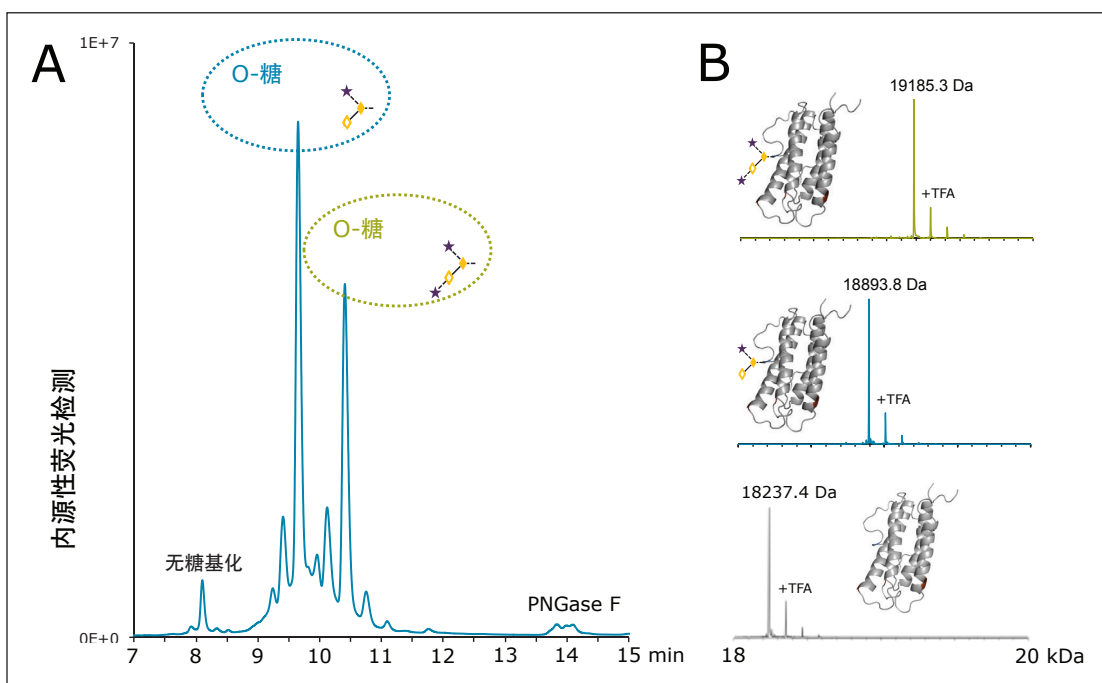 A
1E+7
O-糖
O-糖
内源性荧光检测
无糖基化
PNGase F
0E+0
7 8 9 10 11 12 13 14 15 min
B
19185.3 Da
+TFA
18893.8 Da
+TFA
18237.4 Da
+TFA
18 20 kDa